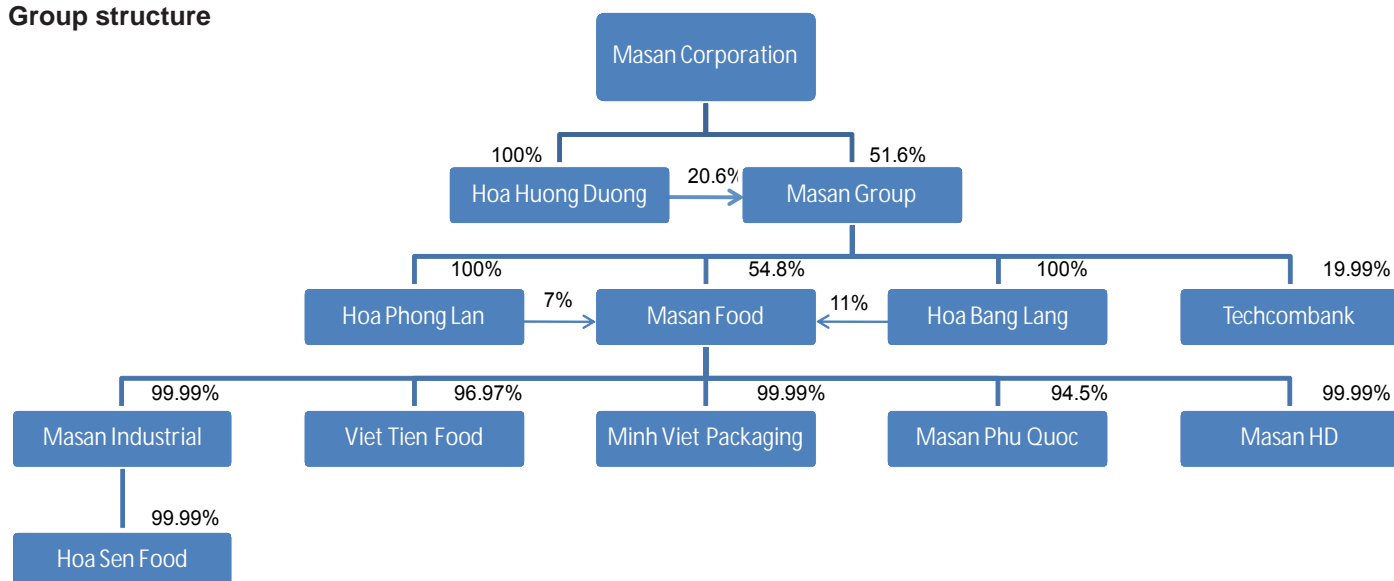 Group structure
Masan Corporation
100%
51.6%
20.6%
Hoa Huong Duong
Masan Group
100%
54.8%
100%
19.99%
7%
11%
Hoa Phong Lan
Masan Food
Hoa Bang Lang
Techcombank
99.99%
96.97%
99.99%
94.5%
99.99%
Masan Industrial
Viet Tien Food
Minh Viet Packaging
Masan Phu Quoc
Masan HD
99.99%
Hoa Sen Food